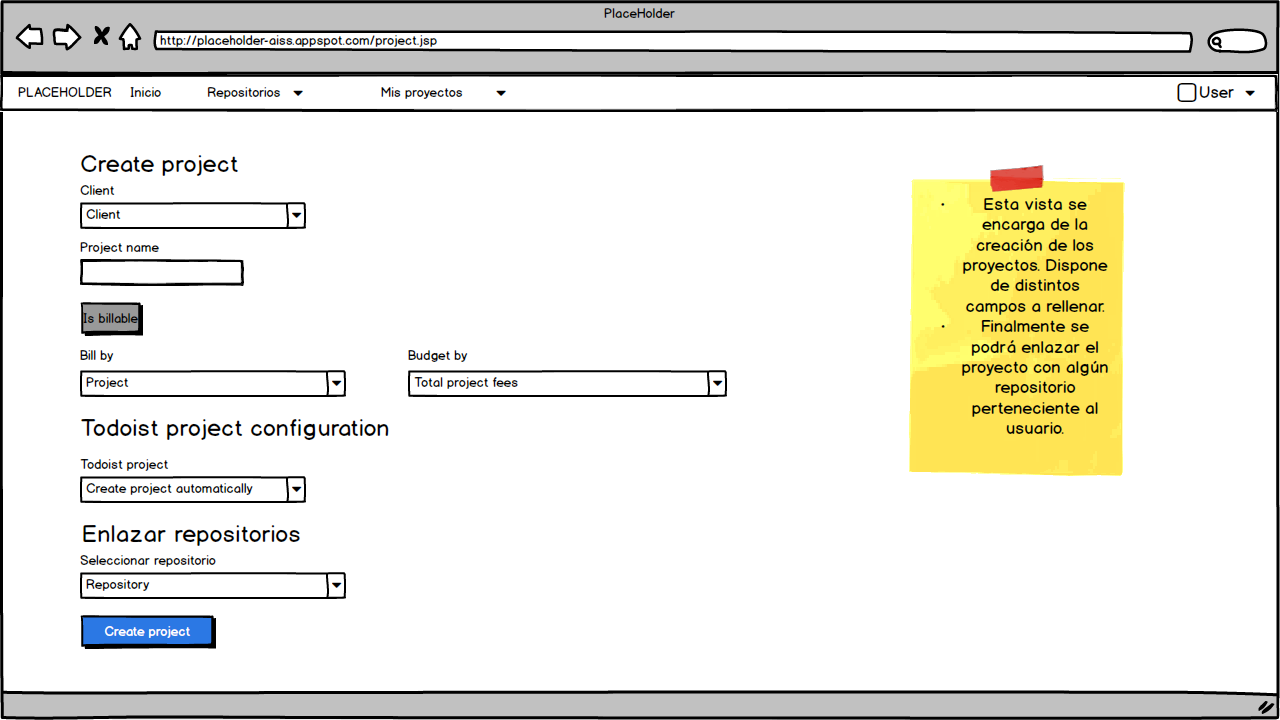 PlaceHolder
http://placeholder-aiss.appspot.com/project.jsp
PLACEHOLDER Inicio Repositorios Mis proyectos User
Create project
Client
Client
Project name
Is billable
Bill by Budget by
Project Total project fees
Todoist project configuration
Todoist project
Create project automatically
Enlazar repositorios
Seleccionar repositorio
Repository
Create project
• Esta vista se
encarga de la
creación de los
proyectos. Dispone
de distintos
campos a rellenar.
• Finalmente se
podrá enlazar el
proyecto con algún
repositorio
perteneciente al
usuario.